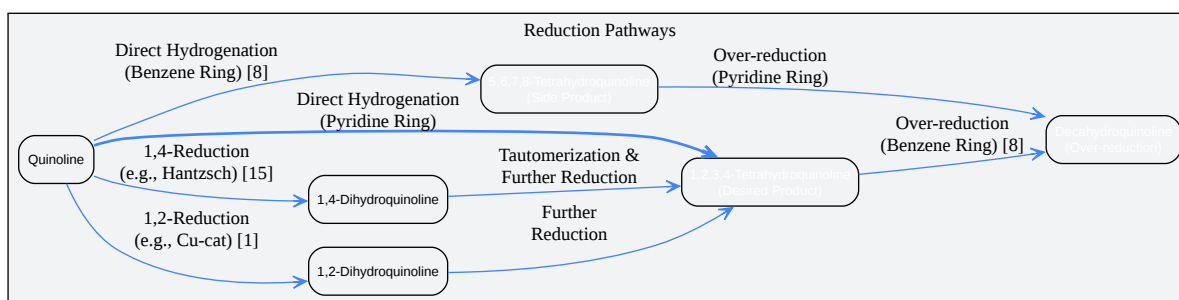 Reduction Pathways
Direct Hydrogenation
(Benzene Ring) [8]
5,6,7,8-Tetrahydroquinoline
(Side Product)
Over-reduction
(Pyridine Ring)
Direct Hydrogenation
(Pyridine Ring)
Quinoline
1,4-Reduction
(e.g., Hantzsch) [15]
1,4-Dihydroquinoline
Tautomerization &
Further Reduction
1,2,3,4-Tetrahydroquinoline
(Desired Product)
Over-reduction
(Benzene Ring) [8]
Decahydroquinoline
(Over-reduction)
1,2-Reduction
(e.g., Cu-cat) [1]
1,2-Dihydroquinoline
Further
Reduction